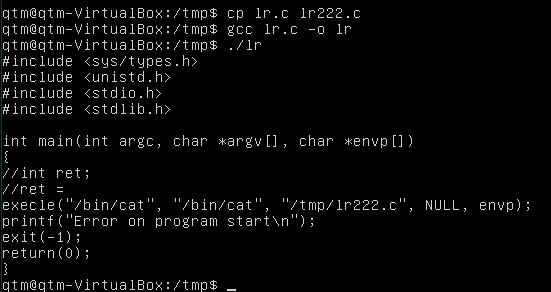 qtm@qtm-VirtualBox:/tmp$ cp lr.c lr222.c
qtm@qtm-VirtualBox:/tmp$ gcc lr.c -o lr
qtm@qtm-VirtualBox:/tmp$ ./lr
#include <sys/types.h>
#include <unistd.h>
#include <stdio.h>
#include <stdlib.h>

int main(int argc, char *argv[], char *envp[])
{
//int ret;
//ret =
execle("/bin/cat", "/bin/cat", "/tmp/lr222.c", NULL, envp);
printf("Error on program start\n");
exit(-1);
return(0);
}
qtm@qtm-VirtualBox:/tmp$ _